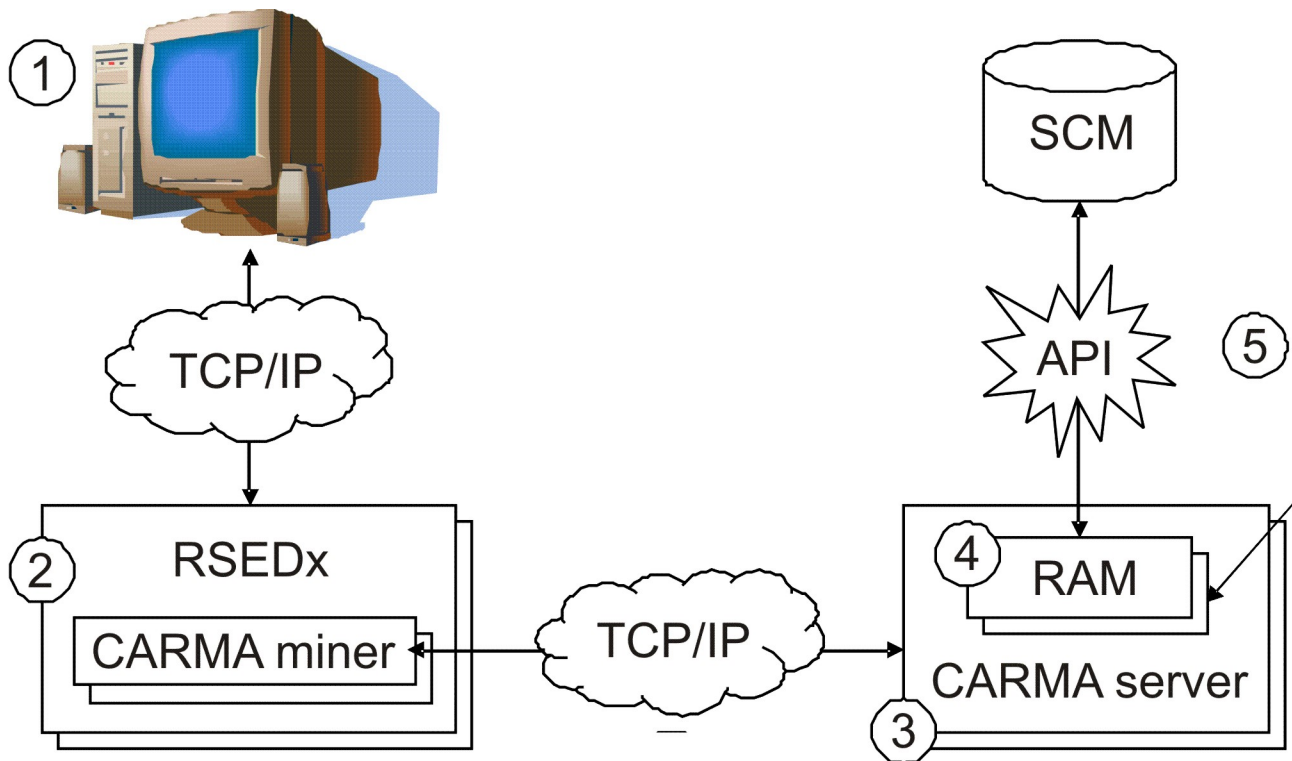 1
SCM
TCP/IP
API
5
2
RSEDx
CARMA miner
TCP/IP
4
RAM
CARMA server
3